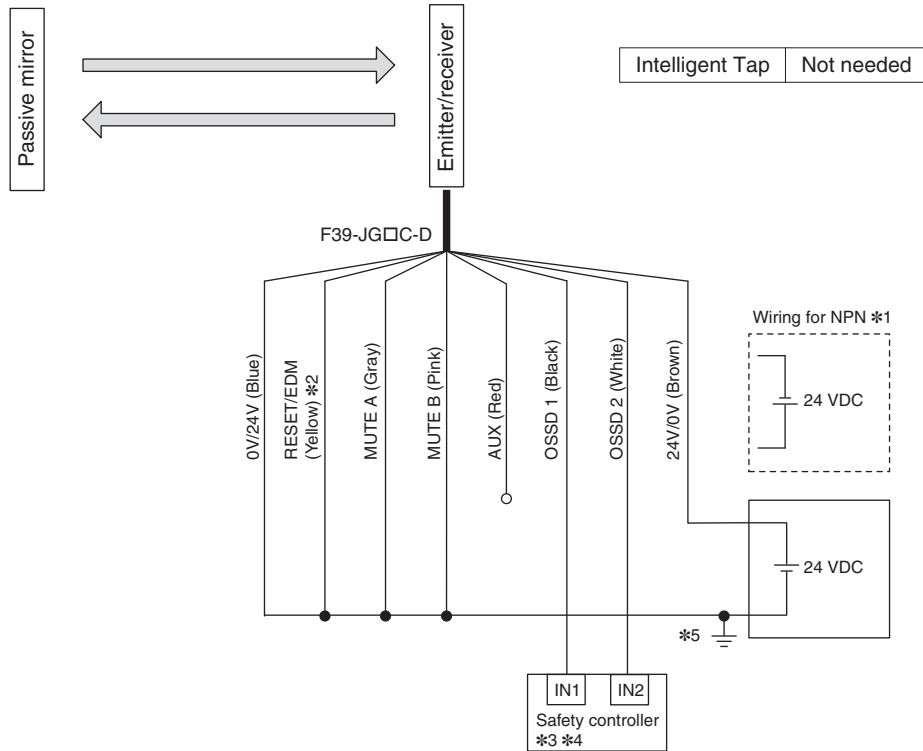 Passive mirror
Emitter/receiver
Intelligent Tap Not needed
F39-JG□C-D
0V/24V (Blue)
RESET/EDM
(Yellow) ✻2
MUTE A (Gray)
MUTE B (Pink)
AUX (Red)
OSSD 1 (Black)
OSSD 2 (White)
24V/0V (Brown)
Wiring for NPN ✻1
24 VDC
24 VDC
✻5
IN1 IN2
Safety controller
✻3 ✻4